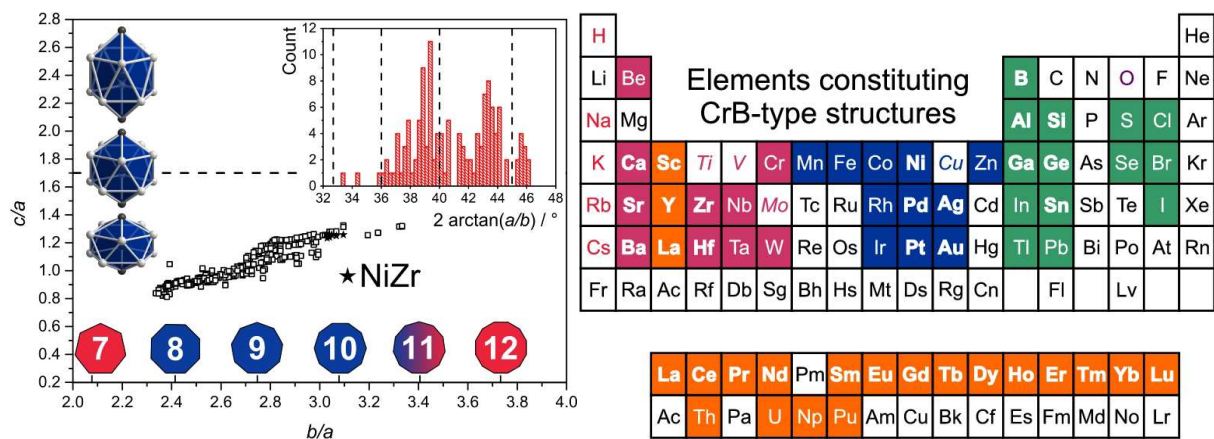 2.8
2.6
2.4
2.2
2.0
1.8
1.6
1.4
1.2
1.0
0.8
0.6
0.4
0.2
c/a
2.0 2.2 2.4 2.6 2.8 3.0 3.2 3.4 3.6 3.8 4.0
b/a
12
10
8
6
4
2
0
Count
32 34 36 38 40 42 44 46 48
2 arctan(a/b) / °
★NiZr
7 8 9 10 11 12
Elements constituting
CrB-type structures
H He
Li Be B C N O F Ne
Na Mg Al Si P S Cl Ar
K Ca Sc Ti V Cr Mn Fe Co Ni Cu Zn Ga Ge As Se Br Kr
Rb Sr Y Zr Nb Mo Tc Ru Rh Pd Ag Cd In Sn Sb Te I Xe
Cs Ba La Hf Ta W Re Os Ir Pt Au Hg Tl Pb Bi Po At Rn
Fr Ra Ac Rf Db Sg Bh Hs Mt Ds Rg Cn Fl Lv
La Ce Pr Nd Pm Sm Eu Gd Tb Dy Ho Er Tm Yb Lu
Ac Th Pa U Np Pu Am Cu Bk Cf Es Fm Md No Lr